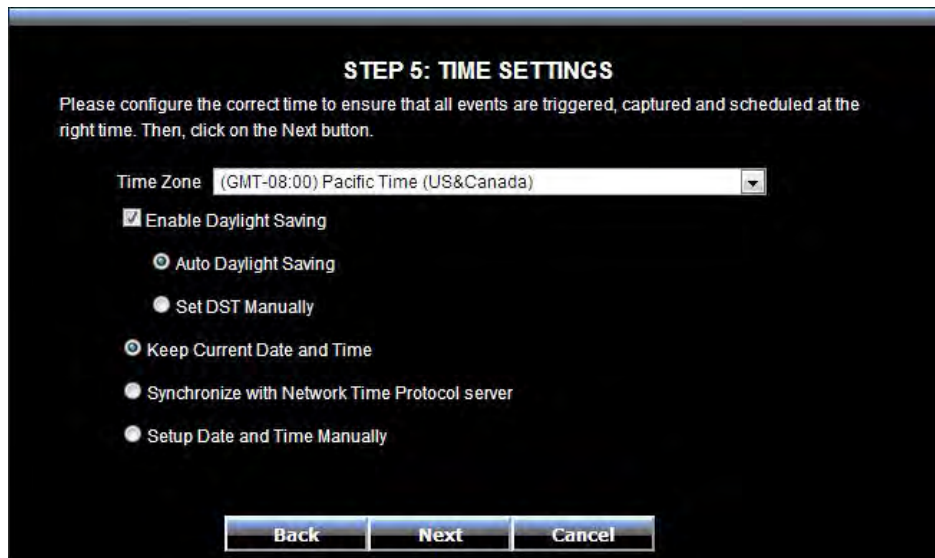 STEP 5: TIME SETTINGS
Please configure the correct time to ensure that all events are triggered, captured and scheduled at the
right time. Then, click on the Next button.
Time Zone (GMT-08:00) Pacific Time (US&Canada)
Enable Daylight Saving
Auto Daylight Saving
Set DST Manually
Keep Current Date and Time
Synchronize with Network Time Protocol server
Setup Date and Time Manually
Back Next Cancel